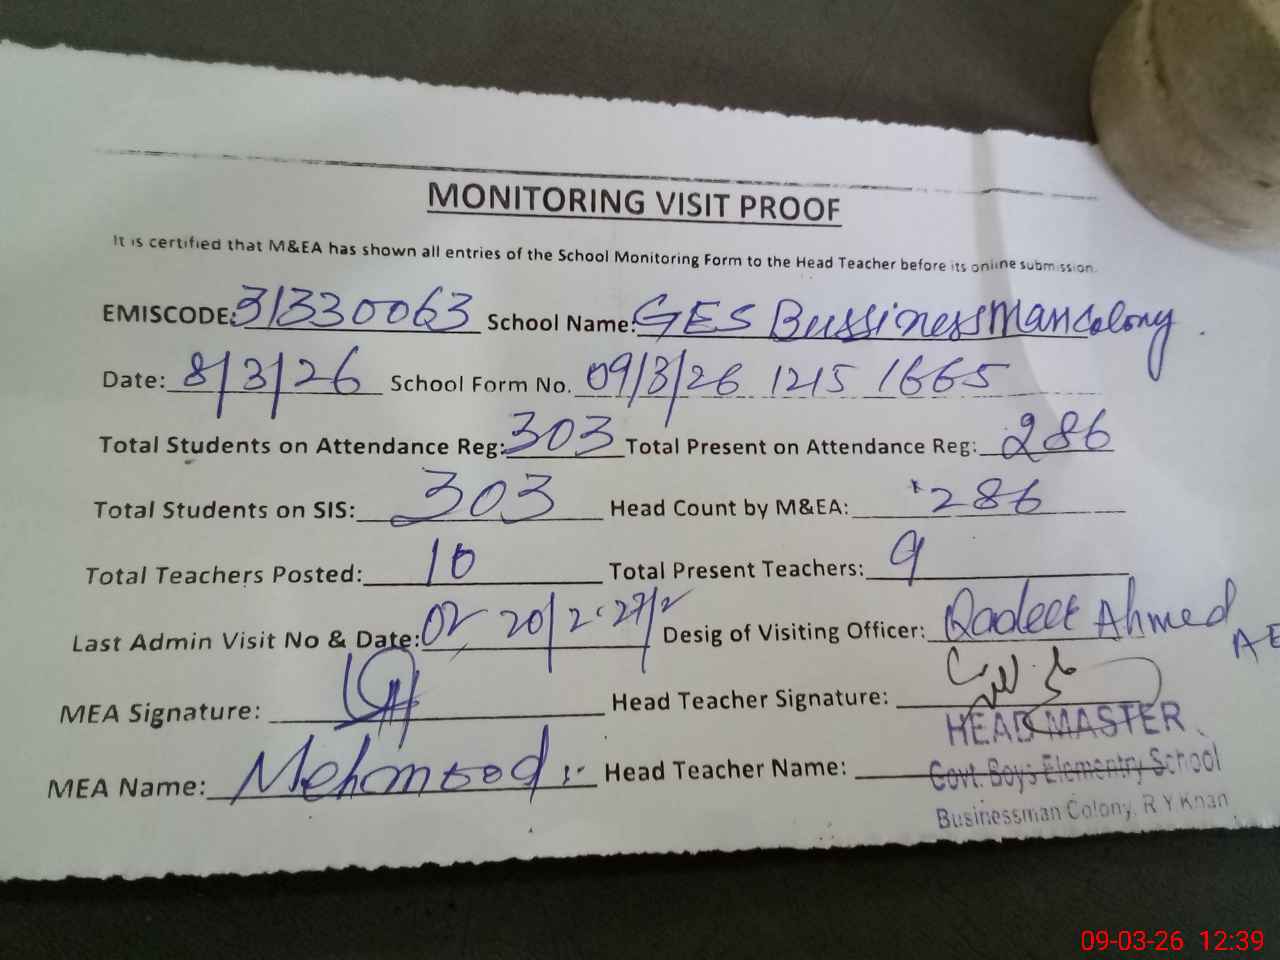 MONITORING VISIT PROOF
It is certified that M&EA has shown all entries of the School Monitoring Form to the Head Teacher before its online submission.
EMISCODE: 31330063 School Name: GES Bussinessman Colony.
Date: 8/3/26 School Form No. 09/3/26 1215 1665
Total Students on Attendance Reg: 303 Total Present on Attendance Reg: 286
Total Students on SIS: 303 Head Count by M&EA: 286
Total Teachers Posted: 10 Total Present Teachers: 9
Last Admin Visit No & Date: 02 20/2 27/2 Desig of Visiting Officer: Ahmed
MEA Signature: Head Teacher Signature:
HEAD MASTER
MEA Name: Mehmood Head Teacher Name:
Govt. Boys Elementry School
Businessman Colony, R Y Khan
09-03-26 12:39